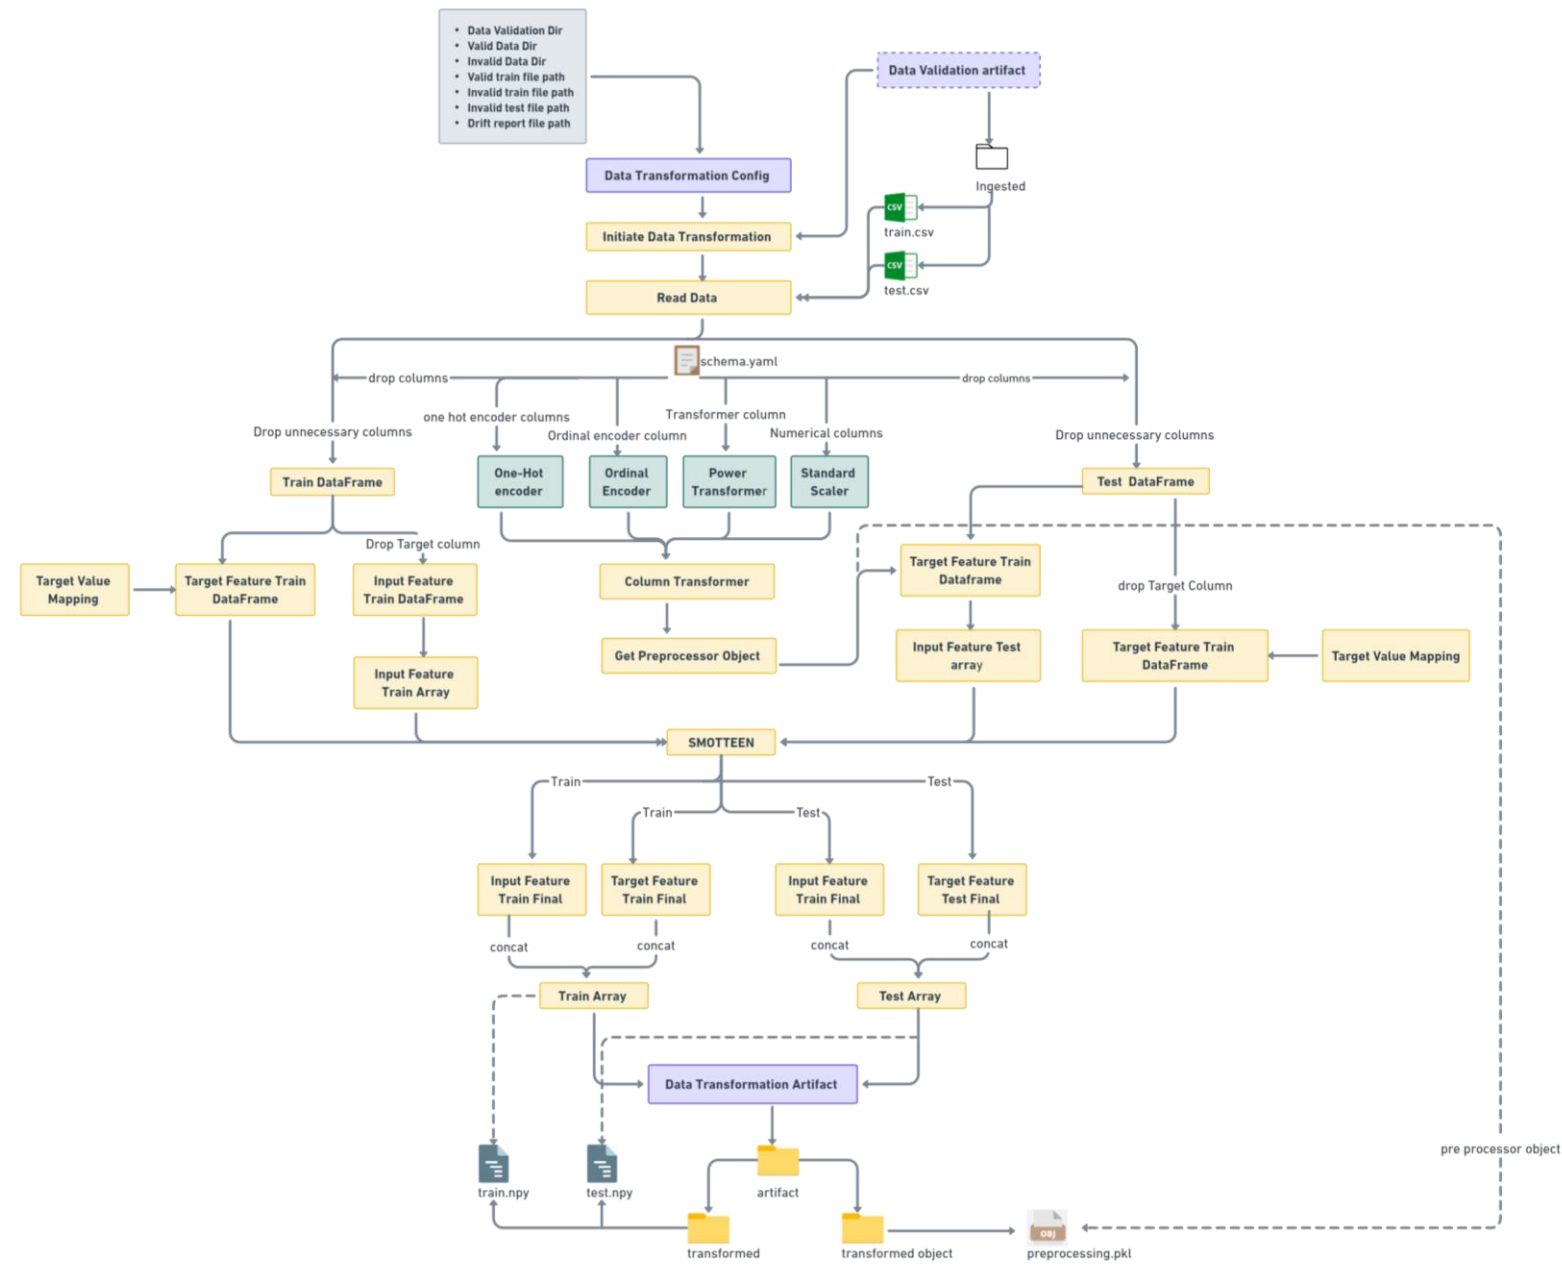 • Data Validation Dir
• Valid Data Dir
• Invalid Data Dir
• Valid train file path
• Invalid train file path
• Invalid test file path
• Drift report file path
Data Validation artifact
Data Transformation Config
Ingested
CSV
train.csv
Initiate Data Transformation
CSV
test.csv
Read Data
schema.yaml
drop columns
drop columns
one hot encoder columns
Transformer column
Drop unnecessary columns
Ordinal encoder column
Numerical columns
Drop unnecessary columns
Train DataFrame
One-Hot
encoder
Ordinal
Encoder
Power
Transformer
Standard
Scaler
Test DataFrame
Drop Target column
Target Value
Mapping
Target Feature Train
DataFrame
Input Feature
Train DataFrame
Column Transformer
Target Feature Train
Dataframe
drop Target Column
Get Preprocessor Object
Input Feature Test
array
Target Feature Train
DataFrame
Target Value Mapping
Input Feature
Train Array
SMOTTEEN
Train
Test
Train
Test
Input Feature
Train Final
Target Feature
Train Final
Input Feature
Train Final
Target Feature
Test Final
concat
concat
concat
concat
Train Array
Test Array
Data Transformation Artifact
pre processor object
train.npy
test.npy
artifact
OBJ
transformed
transformed object
preprocessing.pkl